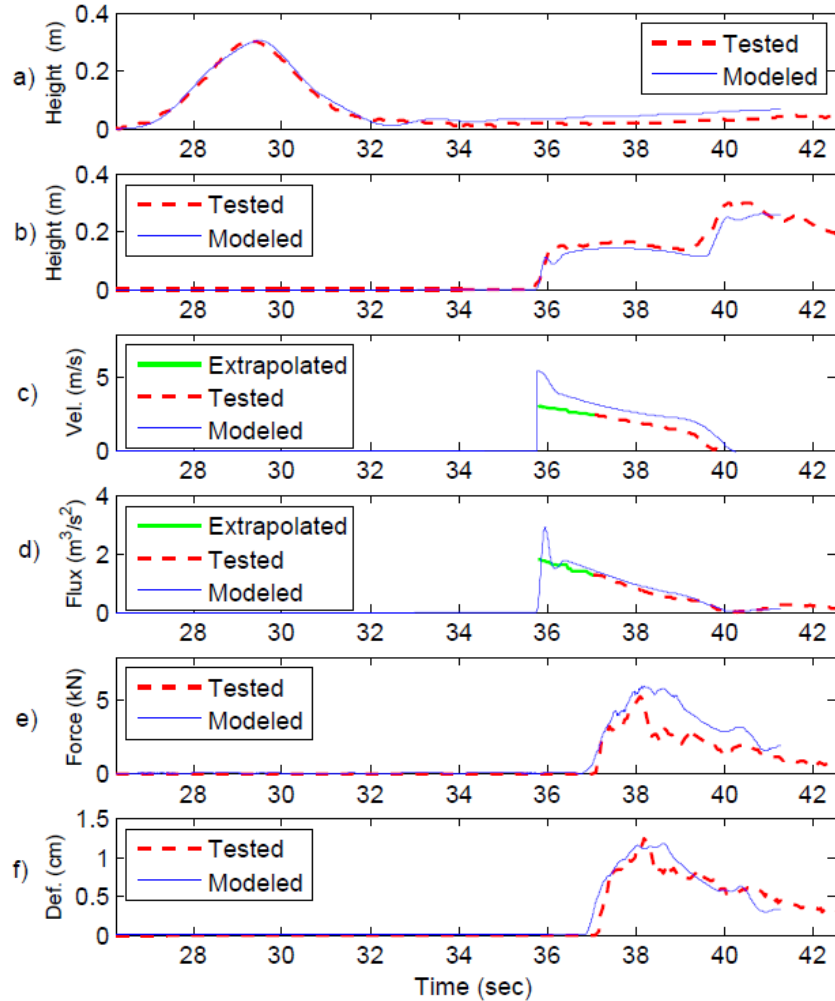 a)
Height (m)
0.4
0.2
0
Tested
Modeled
28 30 32 34 36 38 40 42
b)
Height (m)
0.4
0.2
0
Tested
Modeled
28 30 32 34 36 38 40 42
c)
Vel. (m/s)
5
0
Extrapolated
Tested
Modeled
28 30 32 34 36 38 40 42
d)
Flux (m³/s²)
4
2
0
Extrapolated
Tested
Modeled
28 30 32 34 36 38 40 42
e)
Force (kN)
5
0
Tested
Modeled
28 30 32 34 36 38 40 42
f)
Def. (cm)
1.5
1
0.5
0
Tested
Modeled
28 30 32 34 36 38 40 42
Time (sec)